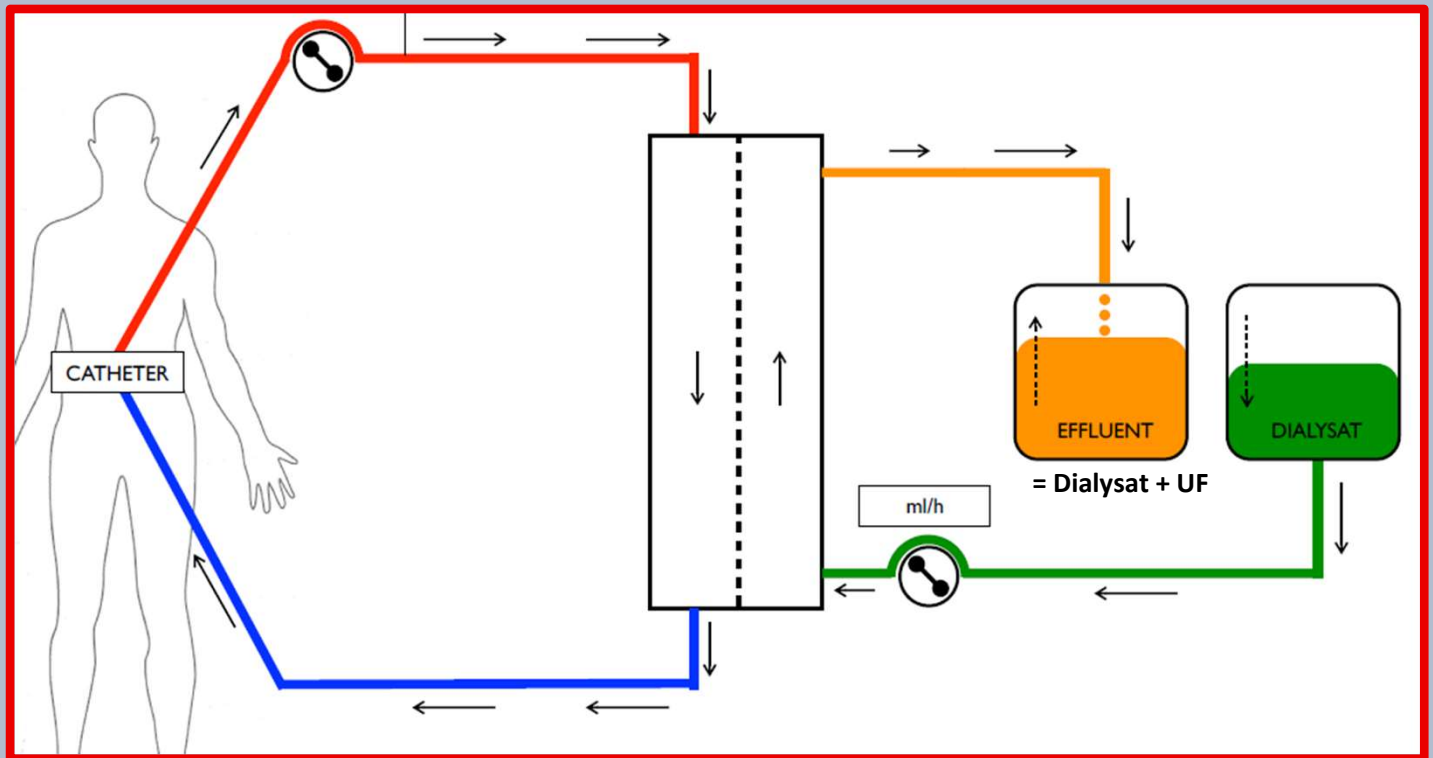 CATHETER
EFFLUENT
DIALYSAT
= Dialysat + UF
ml/h